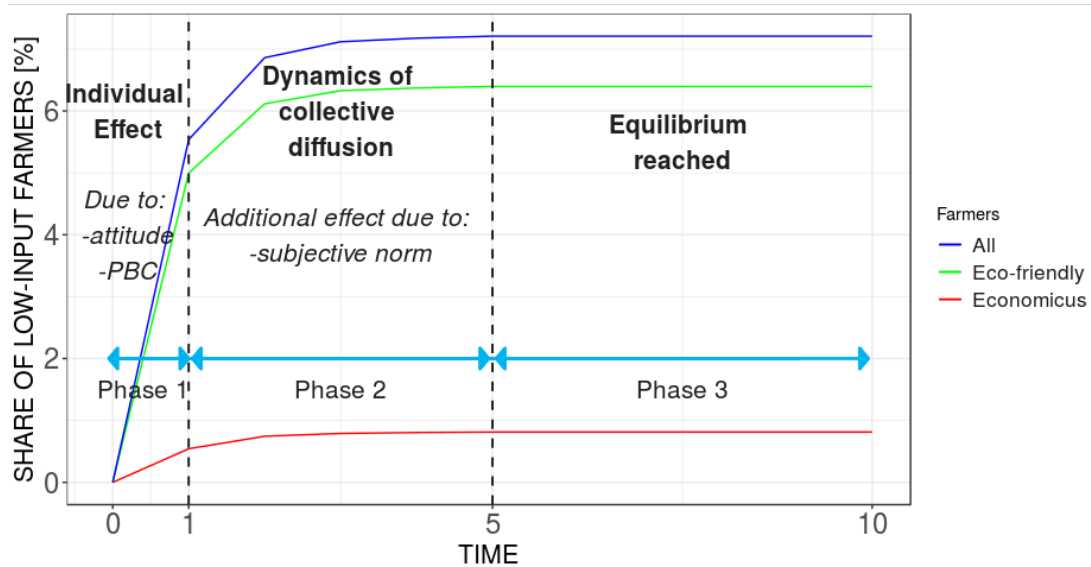 SHARE OF LOW-INPUT FARMERS [%]
6
4
2
0
Individual
Effect
Due to:
-attitude
-PBC
Dynamics of
collective
diffusion
Additional effect due to:
-subjective norm
Equilibrium
reached
Phase 1
Phase 2
Phase 3
0
1
5
10
TIME
Farmers
All
Eco-friendly
Economicus